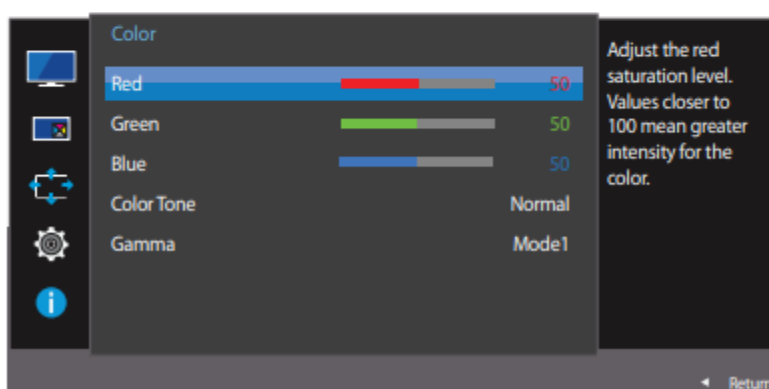 Color
Red 50
Green 50
Blue 50
Color Tone Normal
Gamma Mode1
Adjust the red
saturation level.
Values closer to
100 mean greater
intensity for the
color.
Return